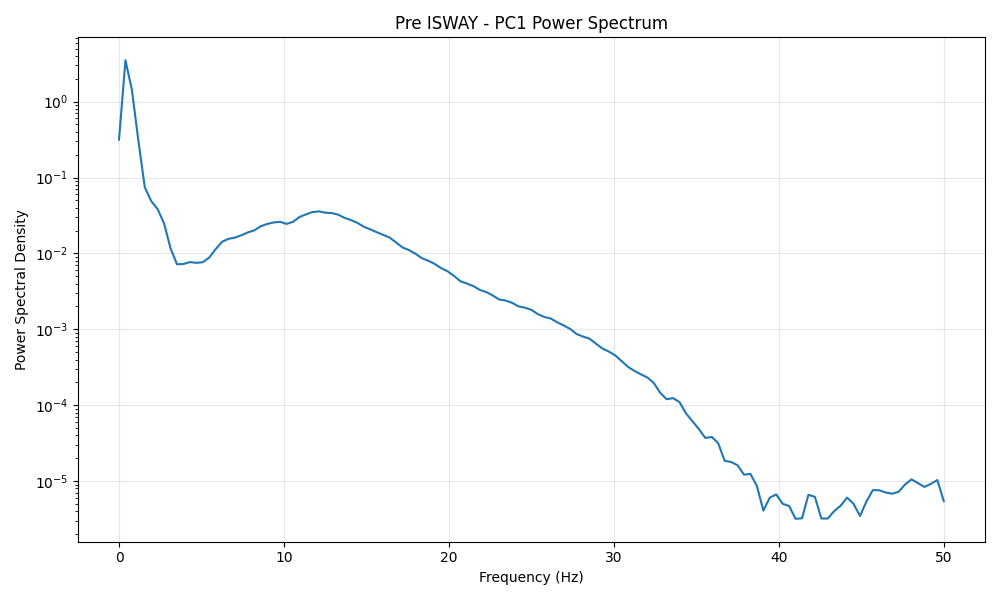 Pre ISWAY - PC1 Power Spectrum
Power Spectral Density
10⁰
10⁻¹
10⁻²
10⁻³
10⁻⁴
10⁻⁵
0 10 20 30 40 50
Frequency (Hz)